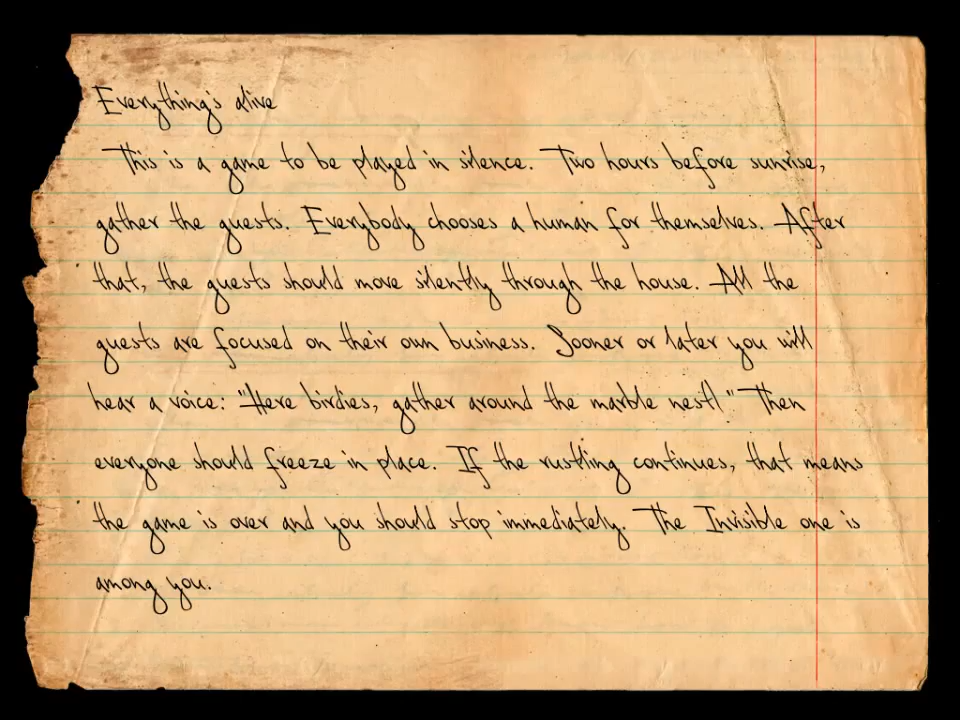 Everything's alive
This is a game to be played in silence. Two hours before sunrise,
gather the guests. Everybody chooses a human for themselves. After
that, the guests should move silently through the house. All the
guests are focused on their own business. Sooner or later you will
hear a voice: "Here birdies, gather around the marble nest!" Then
everyone should freeze in place. If the rustling continues, that means
the game is over and you should stop immediately. The Invisible one is
among you.